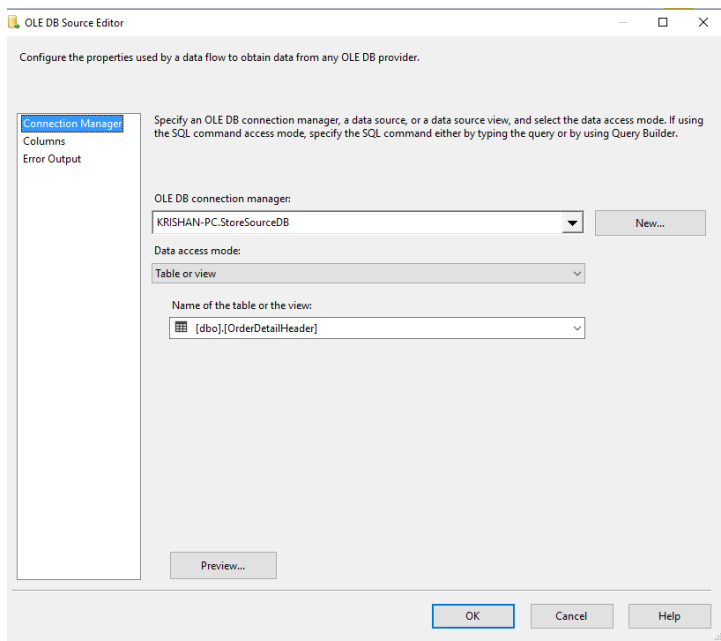 OLE DB Source Editor
Configure the properties used by a data flow to obtain data from any OLE DB provider.
Connection Manager
Columns
Error Output
Specify an OLE DB connection manager, a data source, or a data source view, and select the data access mode. If using
the SQL command access mode, specify the SQL command either by typing the query or by using Query Builder.
OLE DB connection manager:
KRISHAN-PC.StoreSourceDB
New...
Data access mode:
Table or view
Name of the table or the view:
[dbo].[OrderDetailHeader]
Preview...
OK
Cancel
Help